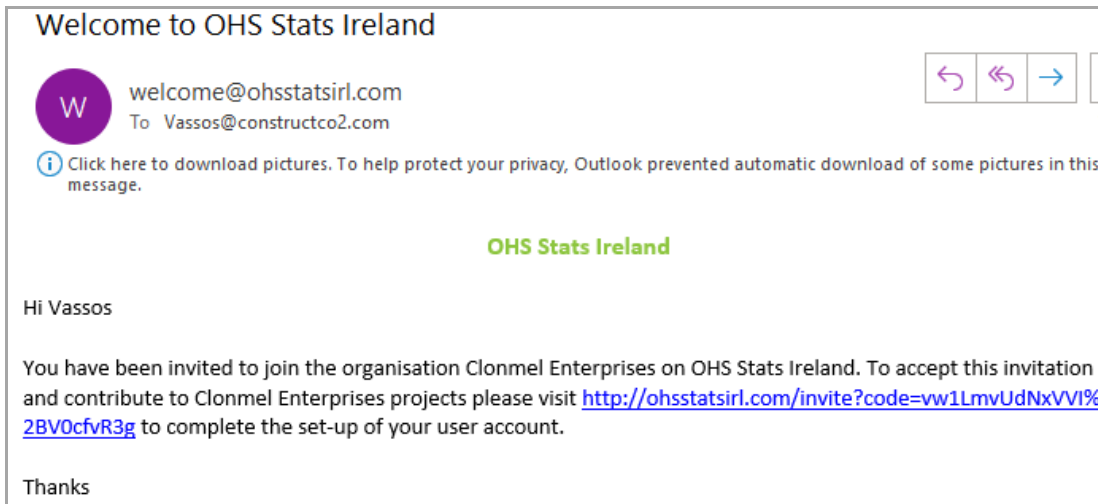 Welcome to OHS Stats Ireland
W
welcome@ohsstatsirl.com
To Vassos@constructco2.com
Click here to download pictures. To help protect your privacy, Outlook prevented automatic download of some pictures in this
message.
OHS Stats Ireland
Hi Vassos
You have been invited to join the organisation Clonmel Enterprises on OHS Stats Ireland. To accept this invitation
and contribute to Clonmel Enterprises projects please visit http://ohsstatsirl.com/invite?code=vw1LmvUdNxVVI%
2BV0cfvR3g to complete the set-up of your user account.
Thanks